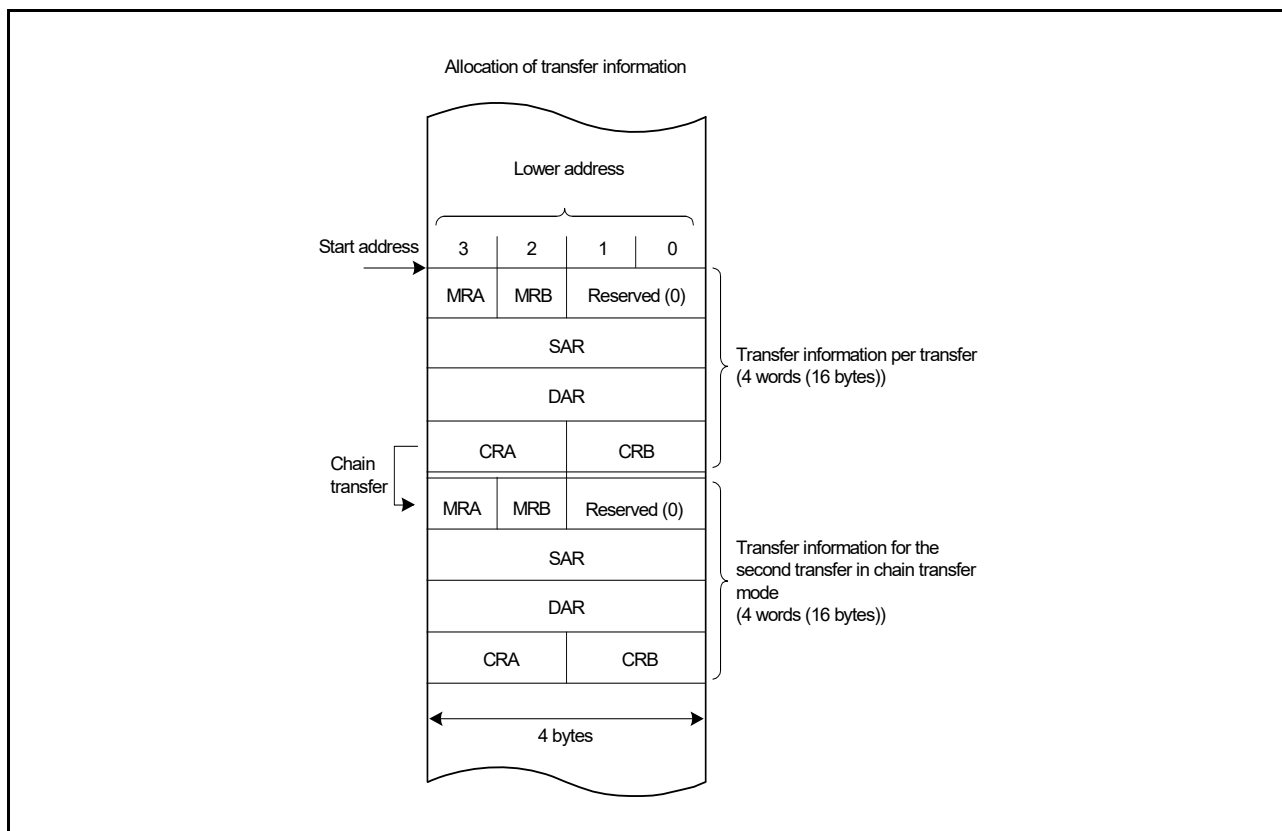 Allocation of transfer information
Lower address
Start address
3 2 1 0
MRA MRB Reserved (0)
SAR
DAR
CRA CRB
Transfer information per transfer
(4 words (16 bytes))
Chain
transfer
MRA MRB Reserved (0)
SAR
DAR
CRA CRB
Transfer information for the
second transfer in chain transfer
mode
(4 words (16 bytes))
4 bytes